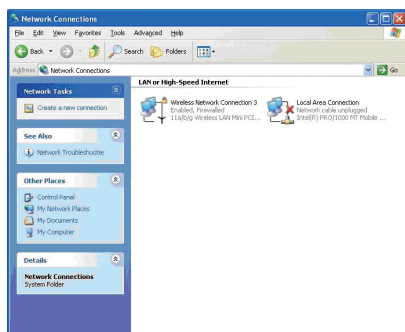 Network Connections
File Edit View Favorites Tools Advanced Help
Back Search Folders
Address Network Connections Go
Network Tasks
Create a new connection
See Also
Network Troubleshooter
Other Places
Control Panel
My Network Places
My Documents
My Computer
Details
Network Connections
System Folder
LAN or High-Speed Internet
Wireless Network Connection 3
Enabled, Firewalled
11a/b/g Wireless LAN Mini PCI...
Local Area Connection
Network cable unplugged
Intel(R) PRO/1000 MT Mobile ...